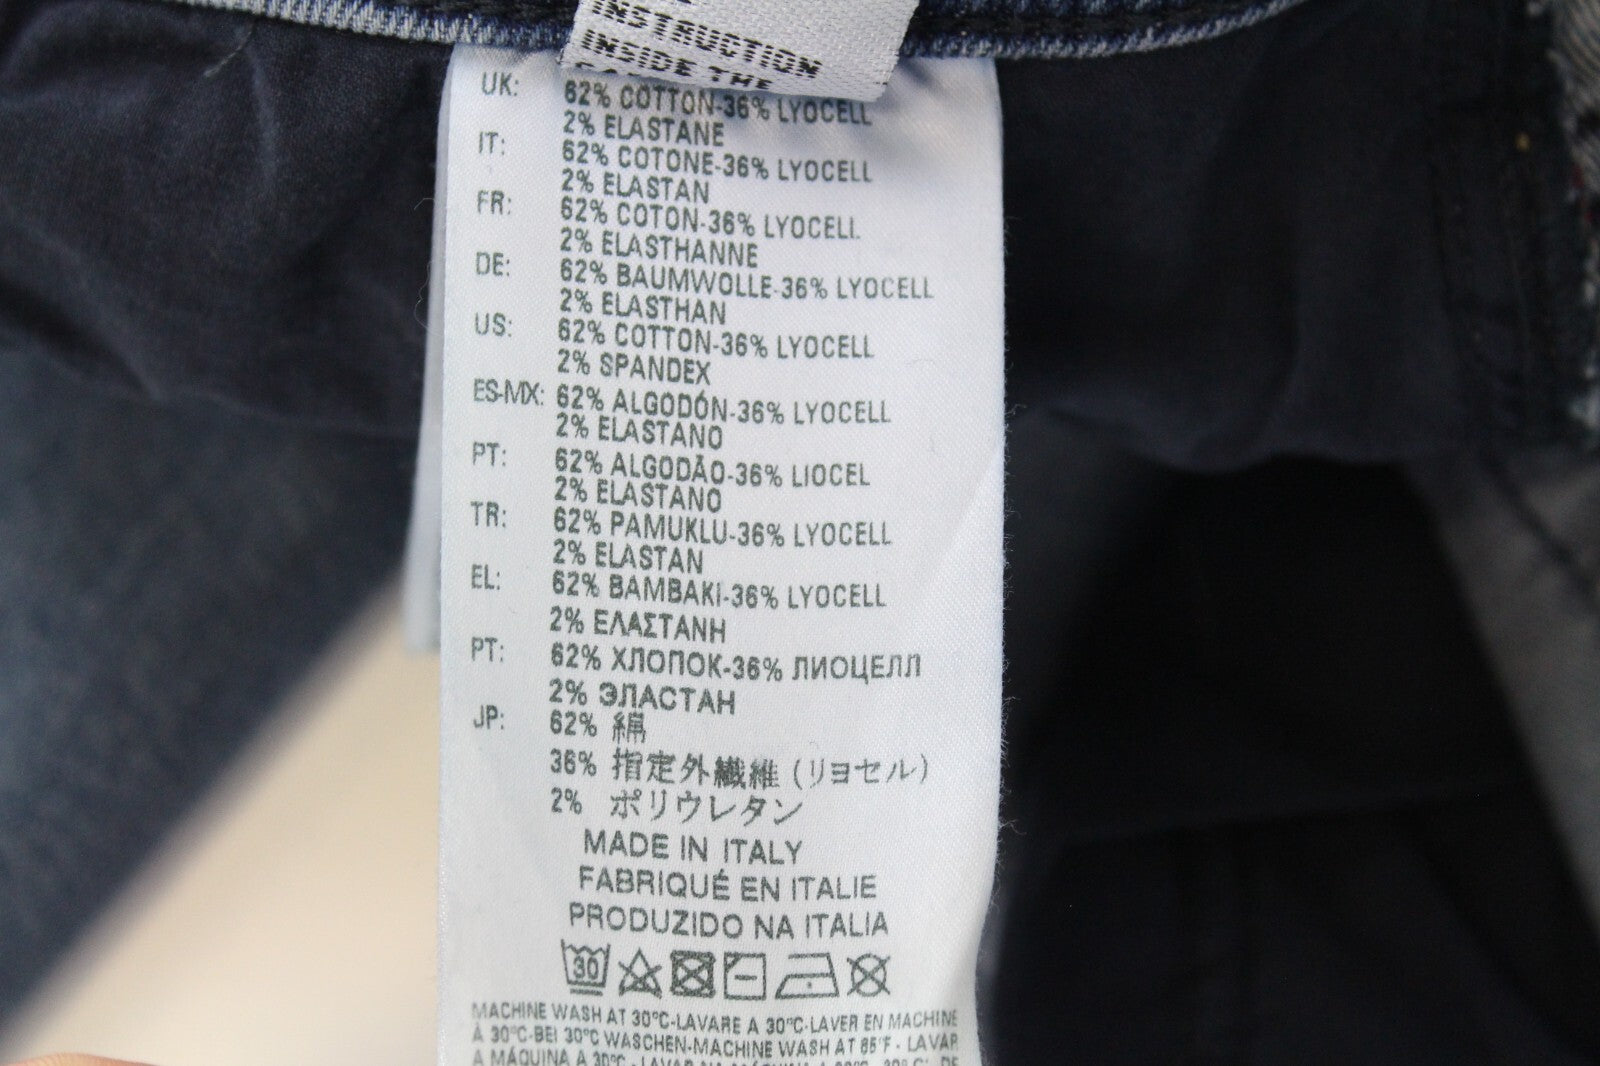 INSTRUCTION
INSIDE THE
UK: 62% COTTON-36% LYOCELL
2% ELASTANE
IT: 62% COTONE-36% LYOCELL
2% ELASTAN
FR: 62% COTON-36% LYOCELL
2% ELASTHANNE
DE: 62% BAUMWOLLE-36% LYOCELL
2% ELASTHAN
US: 62% COTTON-36% LYOCELL
2% SPANDEX
ES-MX: 62% ALGODÓN-36% LYOCELL
2% ELASTANO
PT: 62% ALGODÃO-36% LIOCEL
2% ELASTANO
TR: 62% PAMUKLU-36% LYOCELL
2% ELASTAN
EL: 62% BAMBAKI-36% LYOCELL
2% ΕΛΑΣΤΑΝΗ
PT: 62% ХЛОПОК-36% ЛИОЦЕЛЛ
2% ЭЛАСТАН
JP: 62% 綿
36% 指定外繊維 (リヨセル)
2% ポリウレタン
MADE IN ITALY
FABRIQUÉ EN ITALIE
PRODUZIDO NA ITALIA
30
MACHINE WASH AT 30°C-LAVARE A 30°C-LAVER EN MACHINE
À 30°C-BEI 30°C WASCHEN-MACHINE WASH AT 85°F - LAVAR
A MÁQUINA A 30°C - LAVAR NA MÁQUINA A